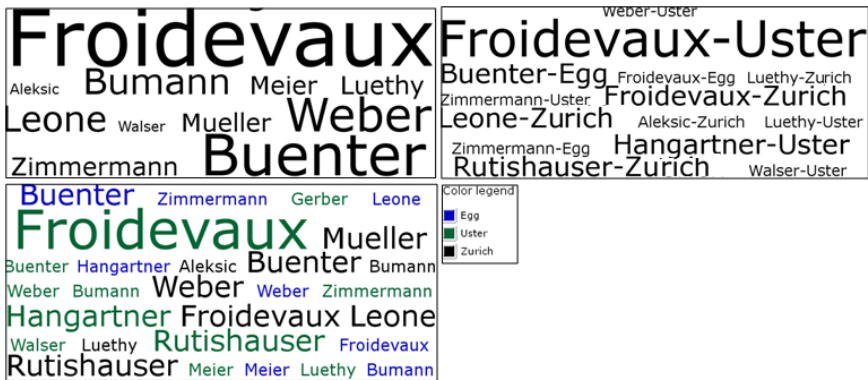 Froidevaux
Aleksic Bumann Meier Luethy
Leone Walser Mueller Weber
Zimmermann Buenter
Weber-Uster
Froidevaux-Uster
Buenter-Egg Froidevaux-Egg Luethy-Zurich
Zimmermann-Uster Froidevaux-Zurich
Leone-Zurich Aleksic-Zurich Luethy-Uster
Zimmermann-Egg Hangartner-Uster
Rutishauser-Zurich Walser-Uster
Buenter Zimmermann Gerber Leone
Froidevaux Mueller
Buenter Hangartner Aleksic Buenter Bumann
Weber Bumann Weber Weber Zimmermann
Hangartner Froidevaux Leone
Walser Luethy Rutishauser Froidevaux
Rutishauser Meier Meier Luethy Bumann
Color legend
Egg
Uster
Zurich